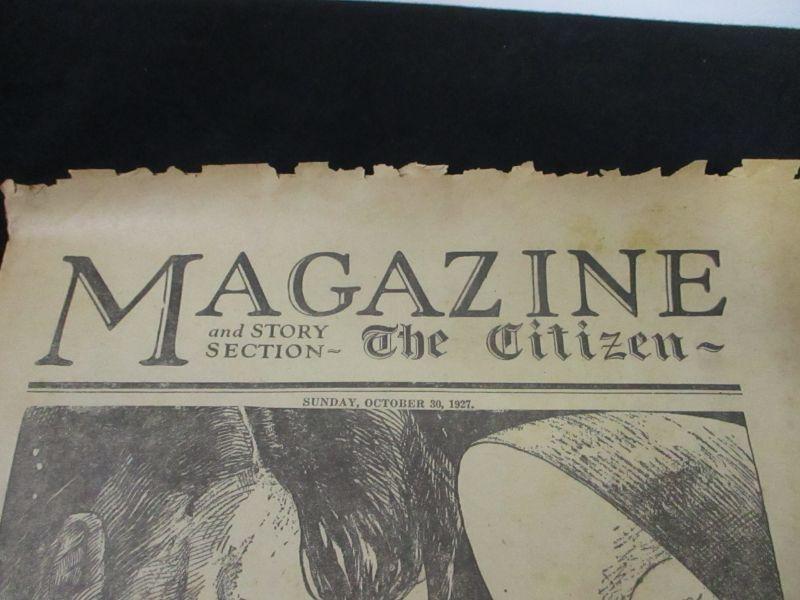 MAGAZINE
and STORY
SECTION~ The Citizen~
SUNDAY, OCTOBER 30, 1927.